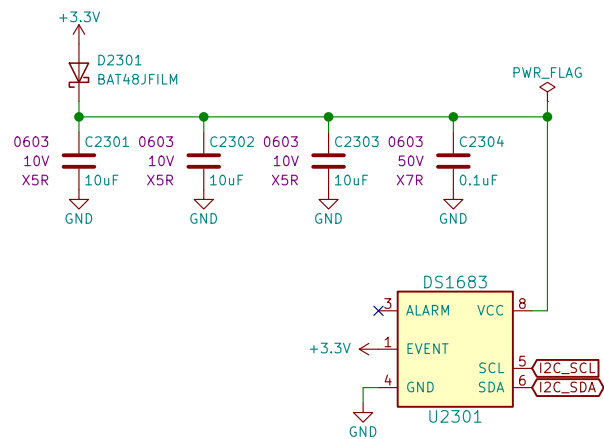 +3.3V
D2301
BAT48JFILM
PWR_FLAG
0603 C2301
10V
X5R 10uF
GND
0603 C2302
10V
X5R 10uF
GND
0603 C2303
10V
X5R 10uF
GND
0603 C2304
50V
X7R 0.1uF
GND
DS1683
3 ALARM VCC 8
+3.3V 1 EVENT
SCL 5 I2C_SCL
4 GND SDA 6 I2C_SDA
GND
U2301